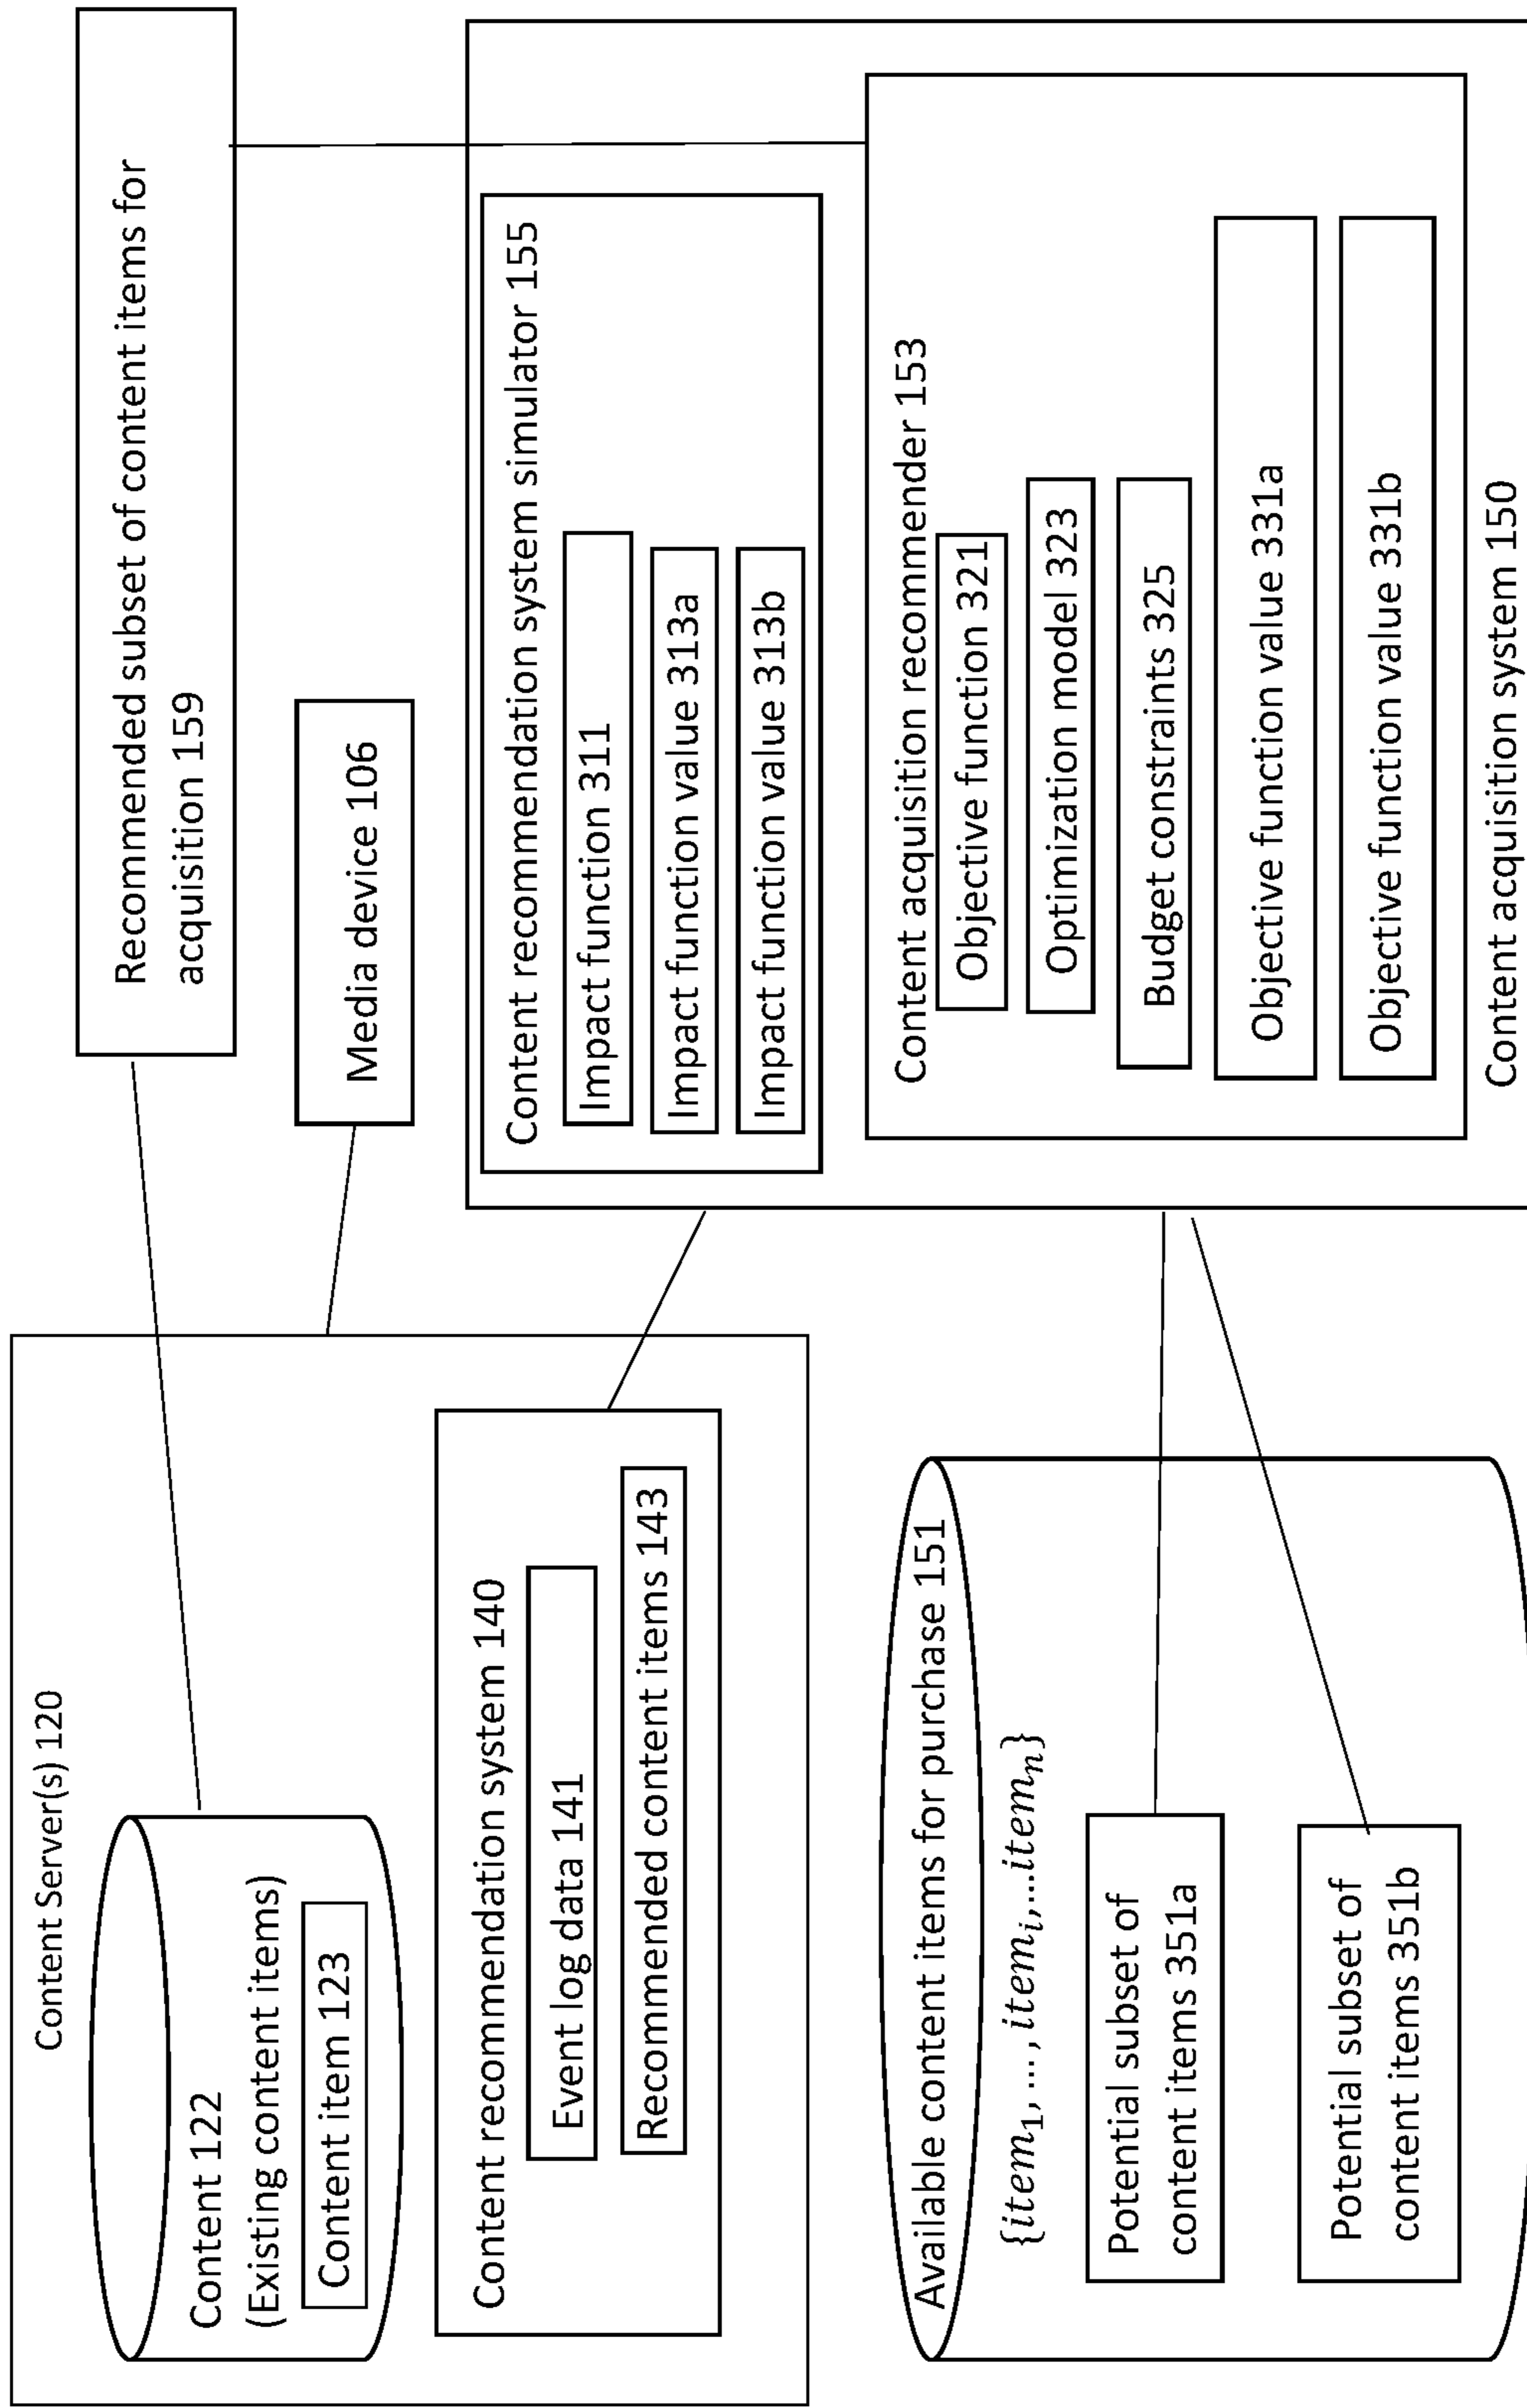 Content Server(s) 120
Content 122
(Existing content items)
Content item 123
Content recommendation system 140
Event log data 141
Recommended content items 143
Available content items for purchase 151
{item₁, ..., itemᵢ, ...itemₙ}
Potential subset of
content items 351a
Potential subset of
content items 351b
Recommended subset of content items for
acquisition 159
Media device 106
Content recommendation system simulator 155
Impact function 311
Impact function value 313a
Impact function value 313b
Content acquisition recommender 153
Objective function 321
Optimization model 323
Budget constraints 325
Objective function value 331a
Objective function value 331b
Content acquisition system 150